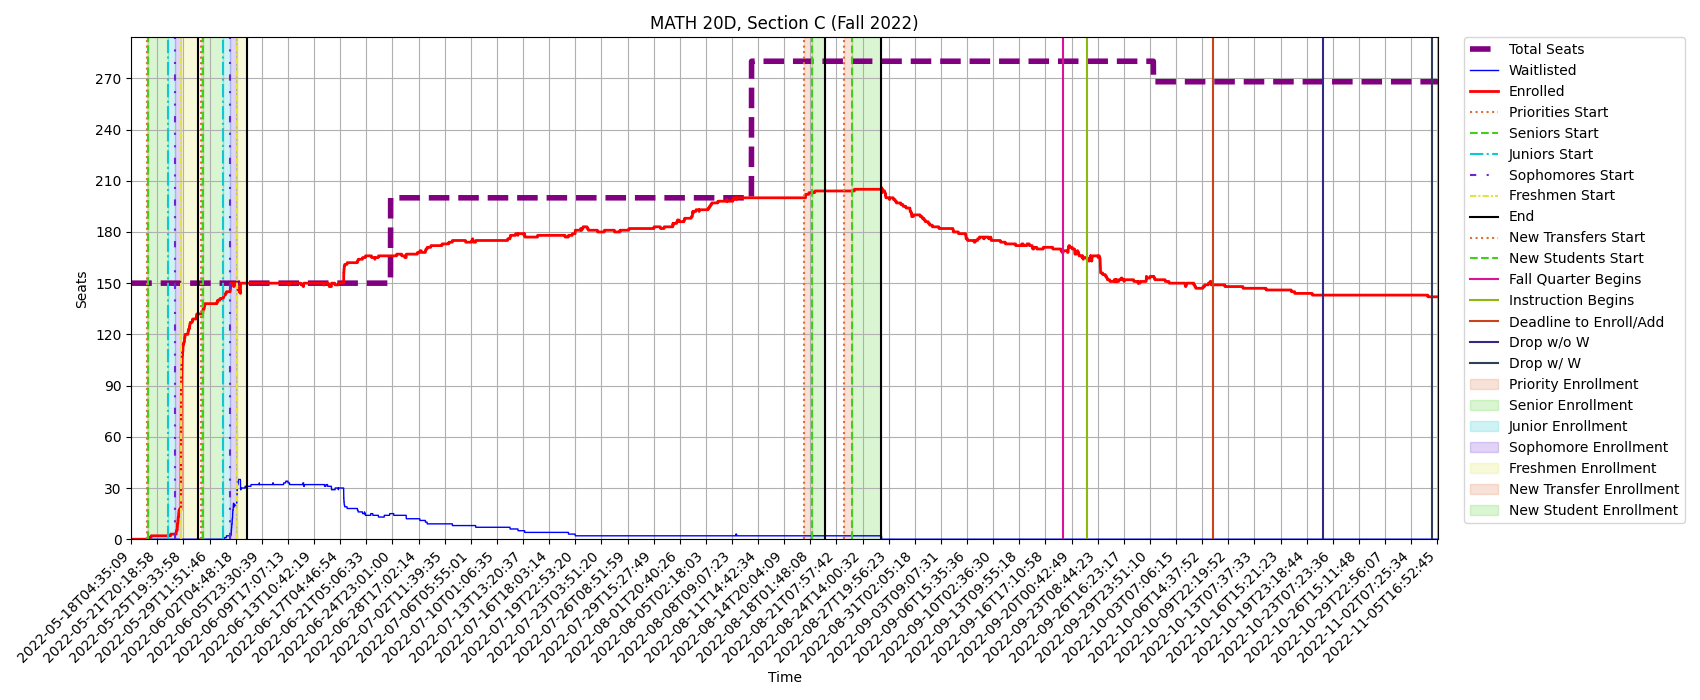 MATH 20D, Section C (Fall 2022)
Seats
270
240
210
180
150
120
90
60
30
0
2022-05-18T04:35:09
2022-05-21T20:18:58
2022-05-25T19:33:58
2022-05-29T11:51:46
2022-06-02T04:48:18
2022-06-05T23:30:39
2022-06-09T17:07:13
2022-06-13T10:42:19
2022-06-17T04:46:54
2022-06-21T05:06:33
2022-06-24T23:01:00
2022-06-28T17:02:14
2022-07-02T11:39:35
2022-07-06T05:55:01
2022-07-10T01:06:35
2022-07-13T13:20:37
2022-07-16T18:03:14
2022-07-19T22:53:20
2022-07-23T03:51:20
2022-07-26T08:51:59
2022-07-29T15:27:49
2022-08-01T20:40:26
2022-08-05T02:18:03
2022-08-08T09:07:23
2022-08-11T14:42:34
2022-08-14T20:04:09
2022-08-18T01:48:08
2022-08-21T07:57:42
2022-08-24T14:00:32
2022-08-27T19:56:23
2022-08-31T02:05:18
2022-09-03T09:07:31
2022-09-06T15:35:36
2022-09-10T02:36:30
2022-09-13T09:55:18
2022-09-16T17:10:58
2022-09-20T00:42:49
2022-09-23T08:44:23
2022-09-26T16:23:17
2022-09-29T23:51:10
2022-10-03T07:06:15
2022-10-06T14:37:52
2022-10-09T22:19:52
2022-10-13T07:37:33
2022-10-16T15:21:23
2022-10-19T23:18:44
2022-10-23T07:23:36
2022-10-26T15:11:48
2022-10-29T22:56:07
2022-11-02T07:25:34
2022-11-05T16:52:45
Time
Total Seats
Waitlisted
Enrolled
Priorities Start
Seniors Start
Juniors Start
Sophomores Start
Freshmen Start
End
New Transfers Start
New Students Start
Fall Quarter Begins
Instruction Begins
Deadline to Enroll/Add
Drop w/o W
Drop w/ W
Priority Enrollment
Senior Enrollment
Junior Enrollment
Sophomore Enrollment
Freshmen Enrollment
New Transfer Enrollment
New Student Enrollment